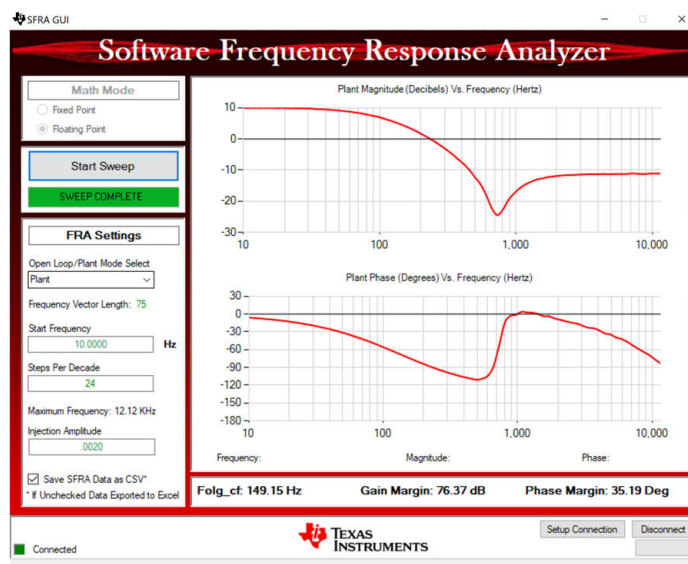 SFRA GUI
Software Frequency Response Analyzer
Math Mode
Fixed Point
Floating Point
Start Sweep
SWEEP COMPLETE
FRA Settings
Open Loop/Plant Mode Select
Plant
Frequency Vector Length: 75
Start Frequency
10.0000 Hz
Steps Per Decade
24
Maximum Frequency: 12.12 KHz
Injection Amplitude
.0020
Save SFRA Data as CSV*
* If Unchecked Data Exported to Excel
Plant Magnitude (Decibels) Vs. Frequency (Hertz)
10
0
-10
-20
-30
10 100 1,000 10,000
Plant Phase (Degrees) Vs. Frequency (Hertz)
30
0
-30
-60
-90
-120
-150
-180
10 100 1,000 10,000
Frequency: Magnitude: Phase:
Folg_cf: 149.15 Hz Gain Margin: 76.37 dB Phase Margin: 35.19 Deg
Connected
TEXAS
INSTRUMENTS
Setup Connection Disconnect